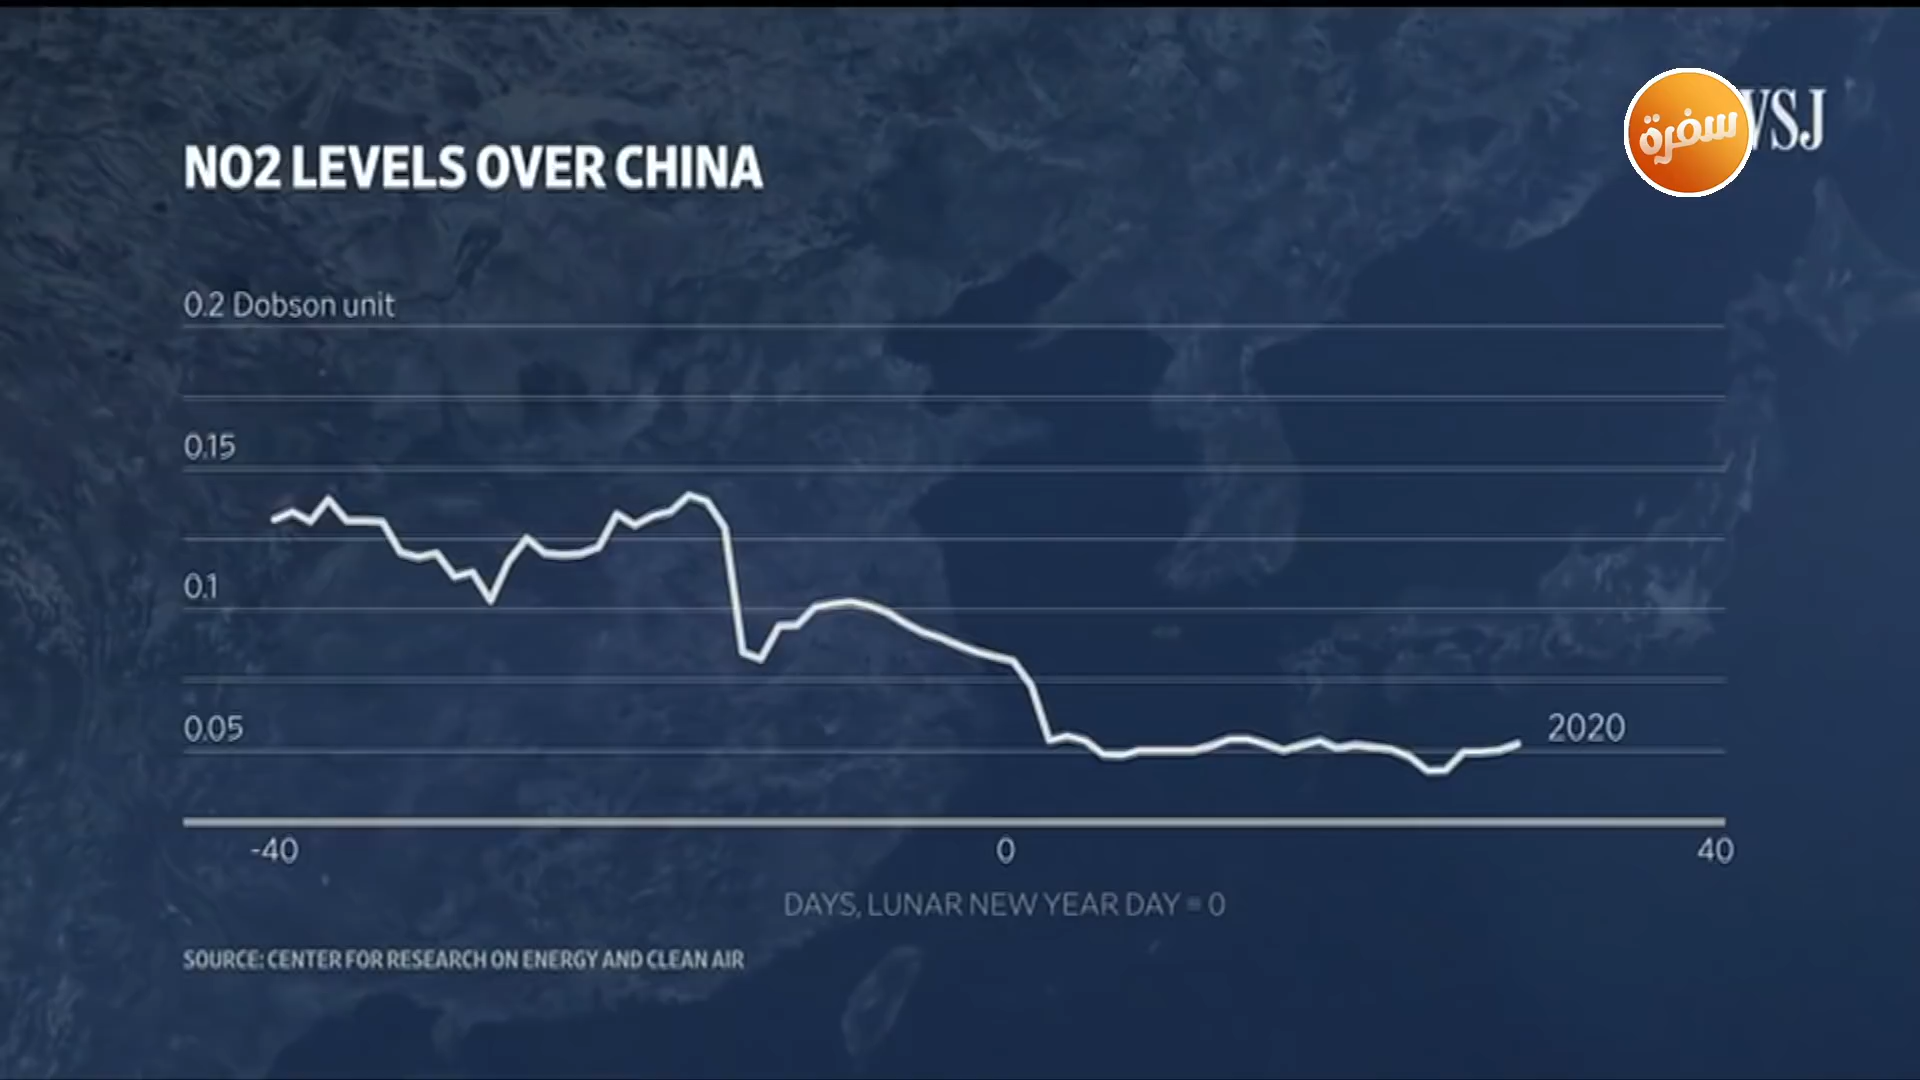 سفرة
WSJ
NO2 LEVELS OVER CHINA
0.2 Dobson unit
0.15
0.1
0.05
2020
-40 0 40
DAYS, LUNAR NEW YEAR DAY = 0
SOURCE: CENTER FOR RESEARCH ON ENERGY AND CLEAN AIR